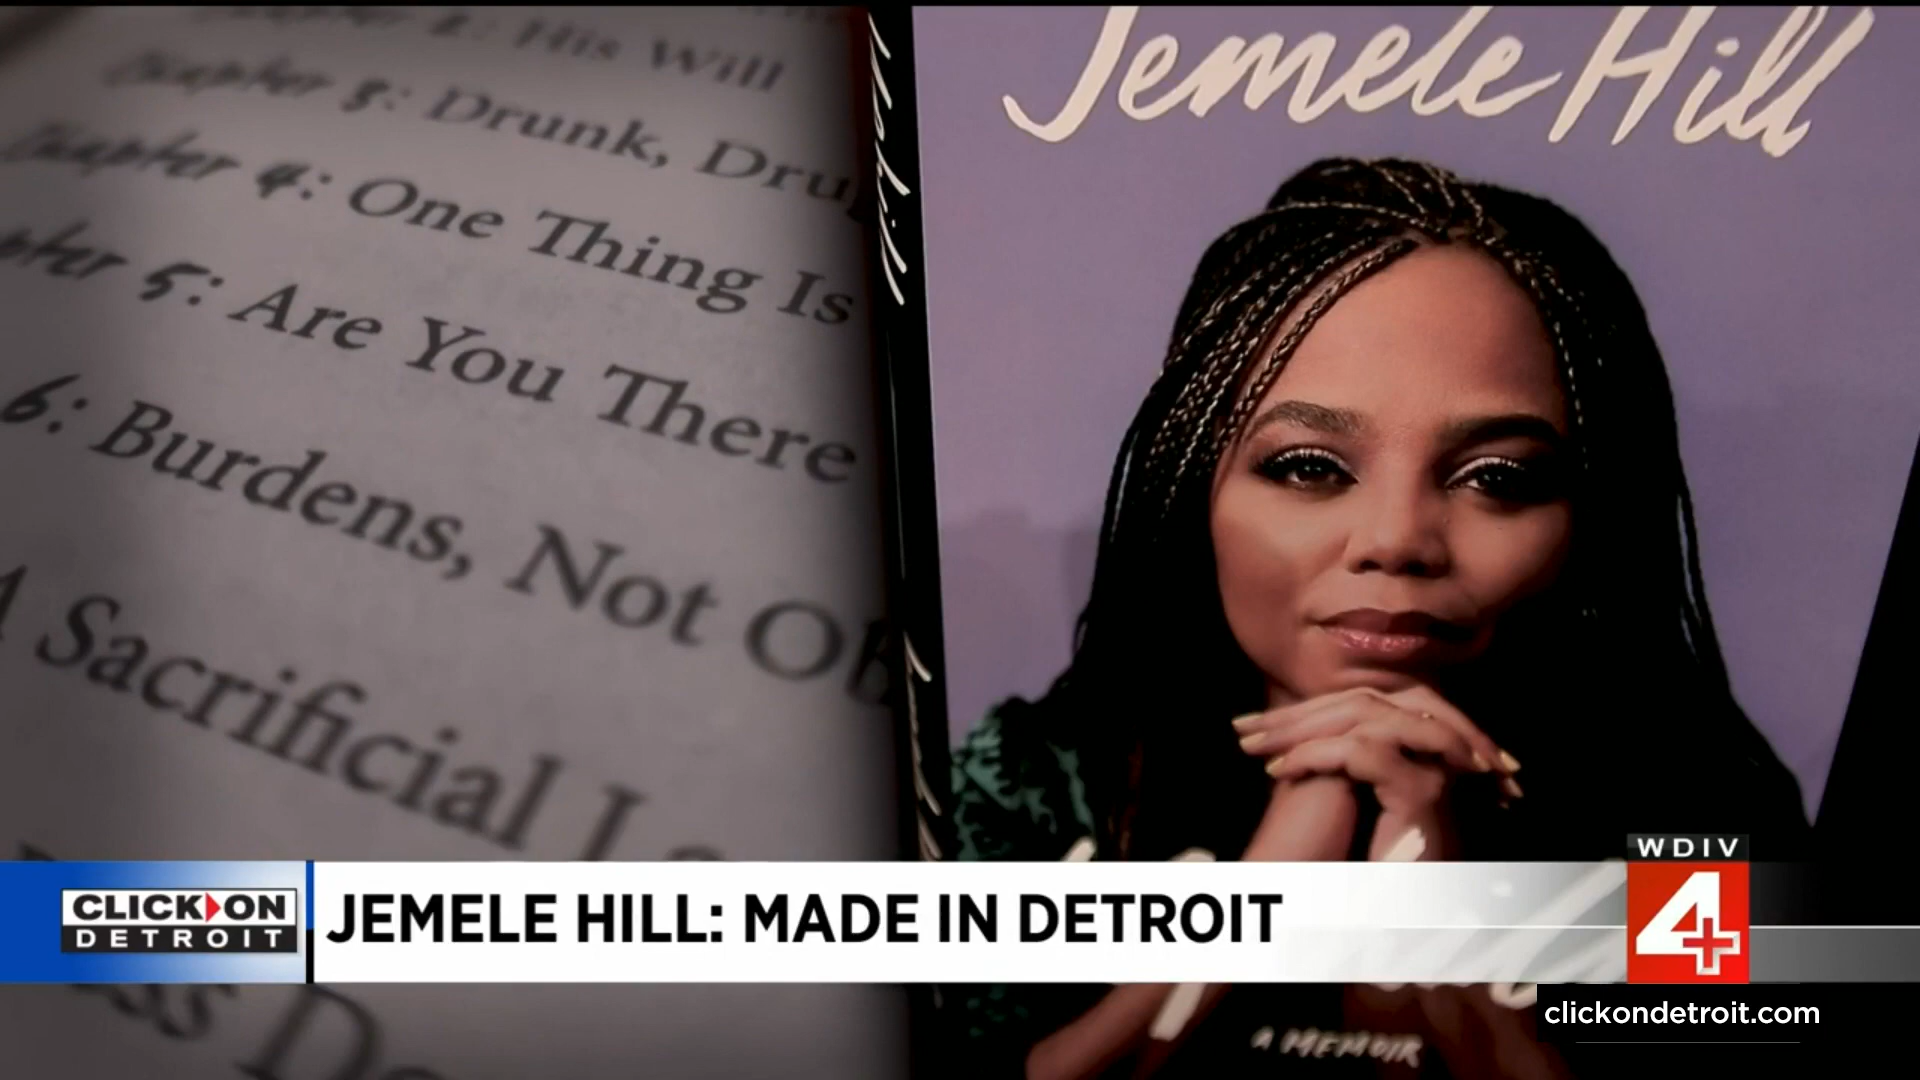 2: His Will
Chapter 3: Drunk, Dru
Chapter 4: One Thing Is
pter 5: Are You There
6: Burdens, Not Ob
A Sacrificial L
ss D
Jemele Hill
A MEMOIR
CLICK ON
DETROIT
JEMELE HILL: MADE IN DETROIT
WDIV
4+
clickondetroit.com